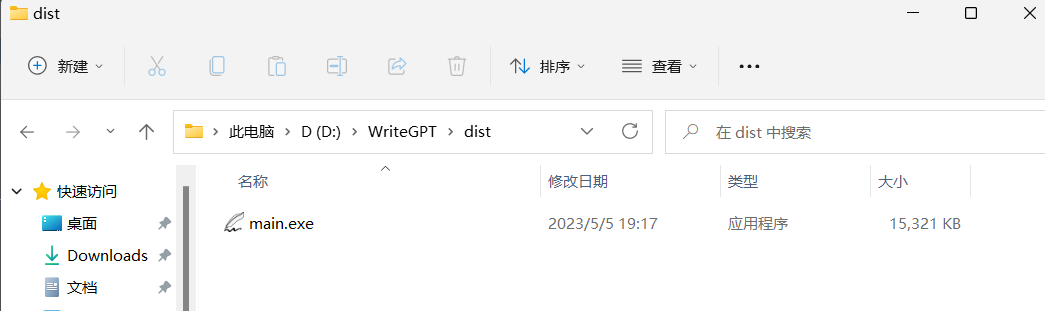 dist
新建 排序 查看
此电脑 D (D:) WriteGPT dist 在 dist 中搜索
名称 修改日期 类型 大小
快速访问
main.exe 2023/5/5 19:17 应用程序 15,321 KB
桌面
Downloads
文档